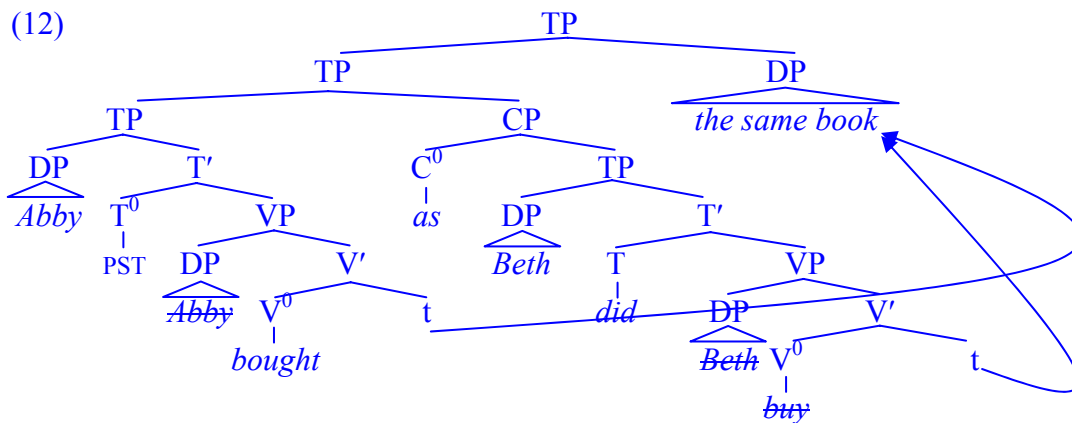 (12) TP
TP DP
TP CP the same book
DP T′ C⁰ TP
Abby T⁰ VP as DP T′
PST DP V′ Beth T VP
Abby V⁰ t did DP V′
bought Beth V⁰ t
buy